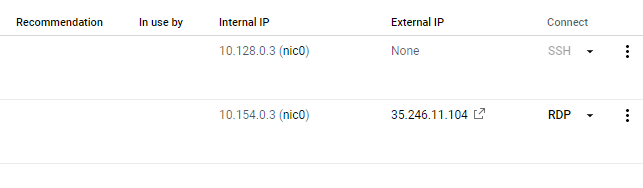 Recommendation In use by Internal IP External IP Connect
10.128.0.3 (nic0) None SSH
10.154.0.3 (nic0) 35.246.11.104 RDP